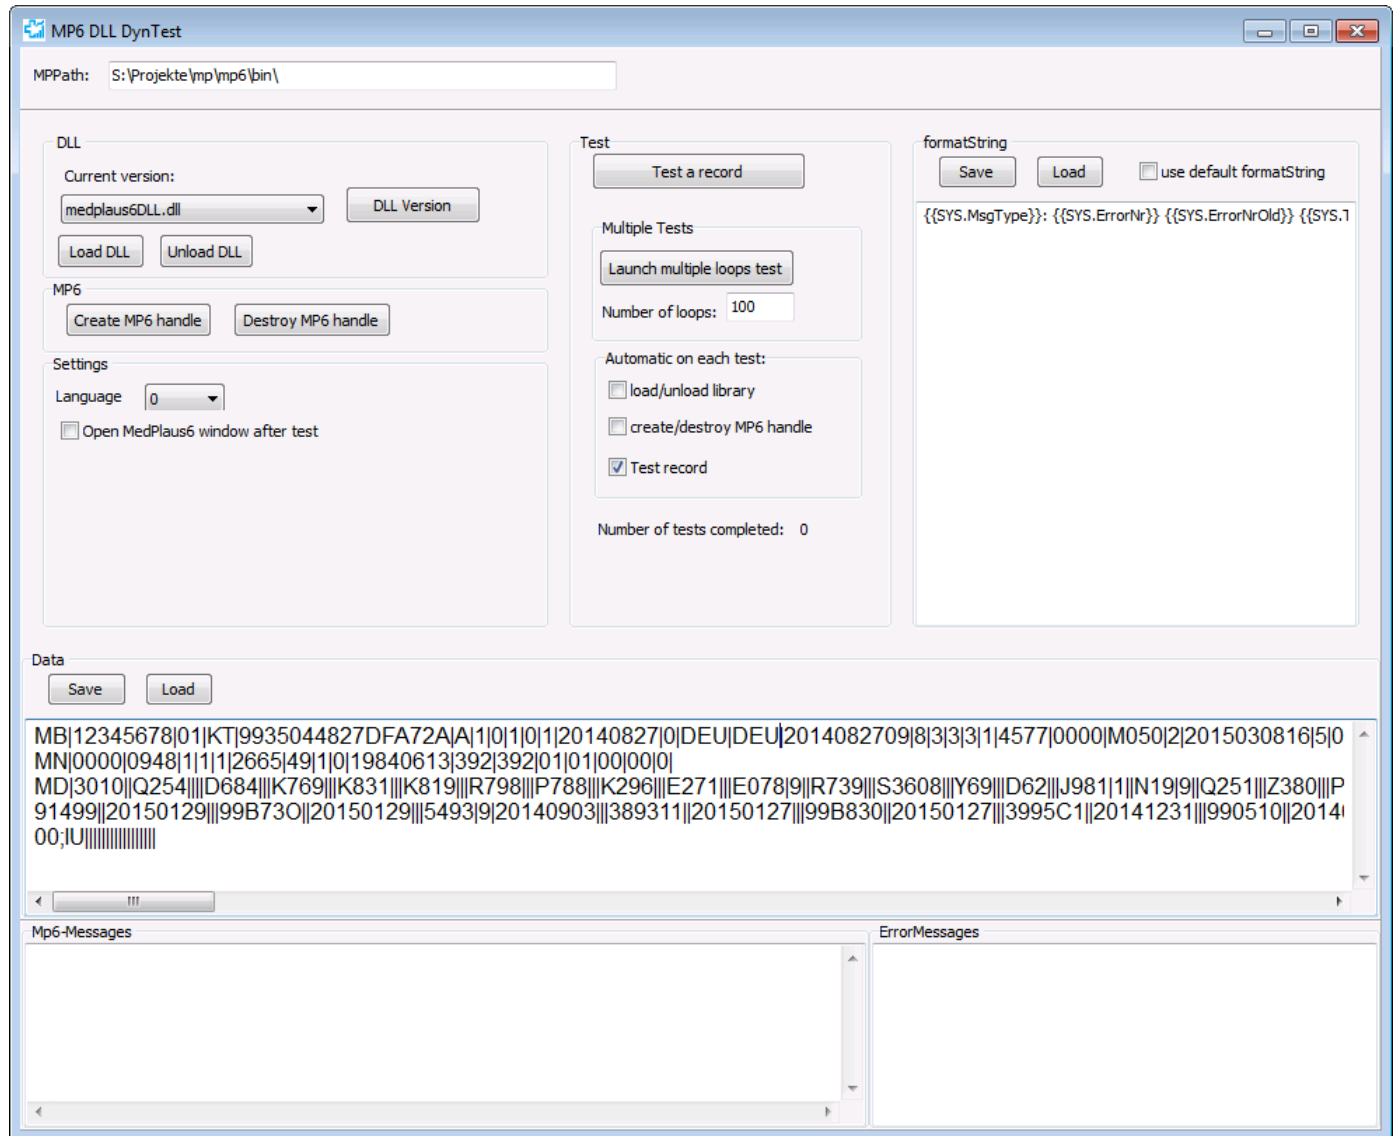 MP6 DLL DynTest
MPPath: S:\Projekte\mp\mp6\bin\
DLL
Current version:
medplaus6DLL.dll
DLL Version
Load DLL Unload DLL
MP6
Create MP6 handle Destroy MP6 handle
Settings
Language 0
Open MedPlaus6 window after test
Test
Test a record
Multiple Tests
Launch multiple loops test
Number of loops: 100
Automatic on each test:
load/unload library
create/destroy MP6 handle
Test record
Number of tests completed: 0
formatString
Save Load use default formatString
{{SYS.MsgType}}: {{SYS.ErrorNr}} {{SYS.ErrorNrOld}} {{SYS.T
Data
Save Load
MB|12345678|01|KT|9935044827DFA72A|A|1|0|1|0|1|20140827|0|DEU|DEU|2014082709|8|3|3|3|1|4577|0000|M050|2|2015030816|5|0
MN|0000|0948|1|1|1|2665|49|1|0|19840613|392|392|01|01|00|00|0|
MD|3010||Q254||||D684|||K769|||K831|||K819|||R798|||P788|||K296|||E271|||E078|9||R739|||S3608|||Y69|||D62|||J981|1||N19|9||Q251|||Z380|||P
91499||20150129|||99B73O||20150129|||5493|9|20140903|||389311||20150127|||99B830||20150127|||3995C1||20141231|||990510||2014
00;IU|||||||||||||||||
Mp6-Messages
ErrorMessages